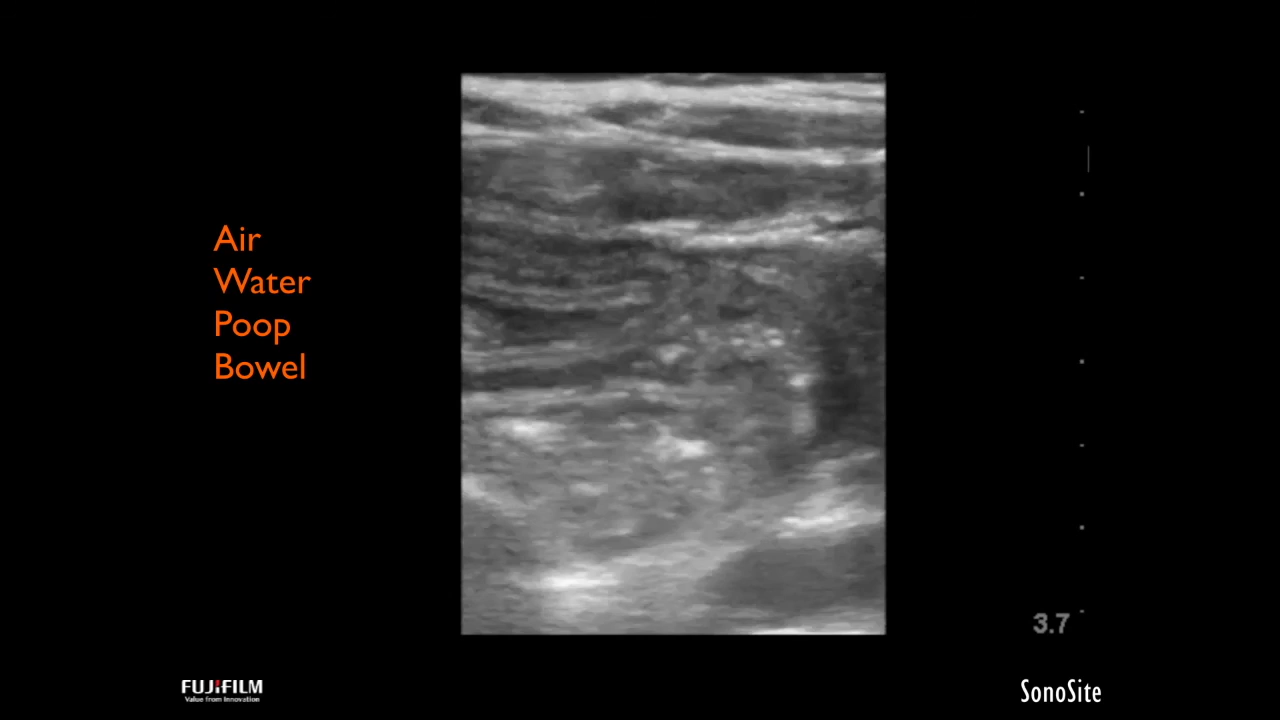 Air
Water
Poop
Bowel
3.7
FUJIFILM
Value from Innovation
SonoSite